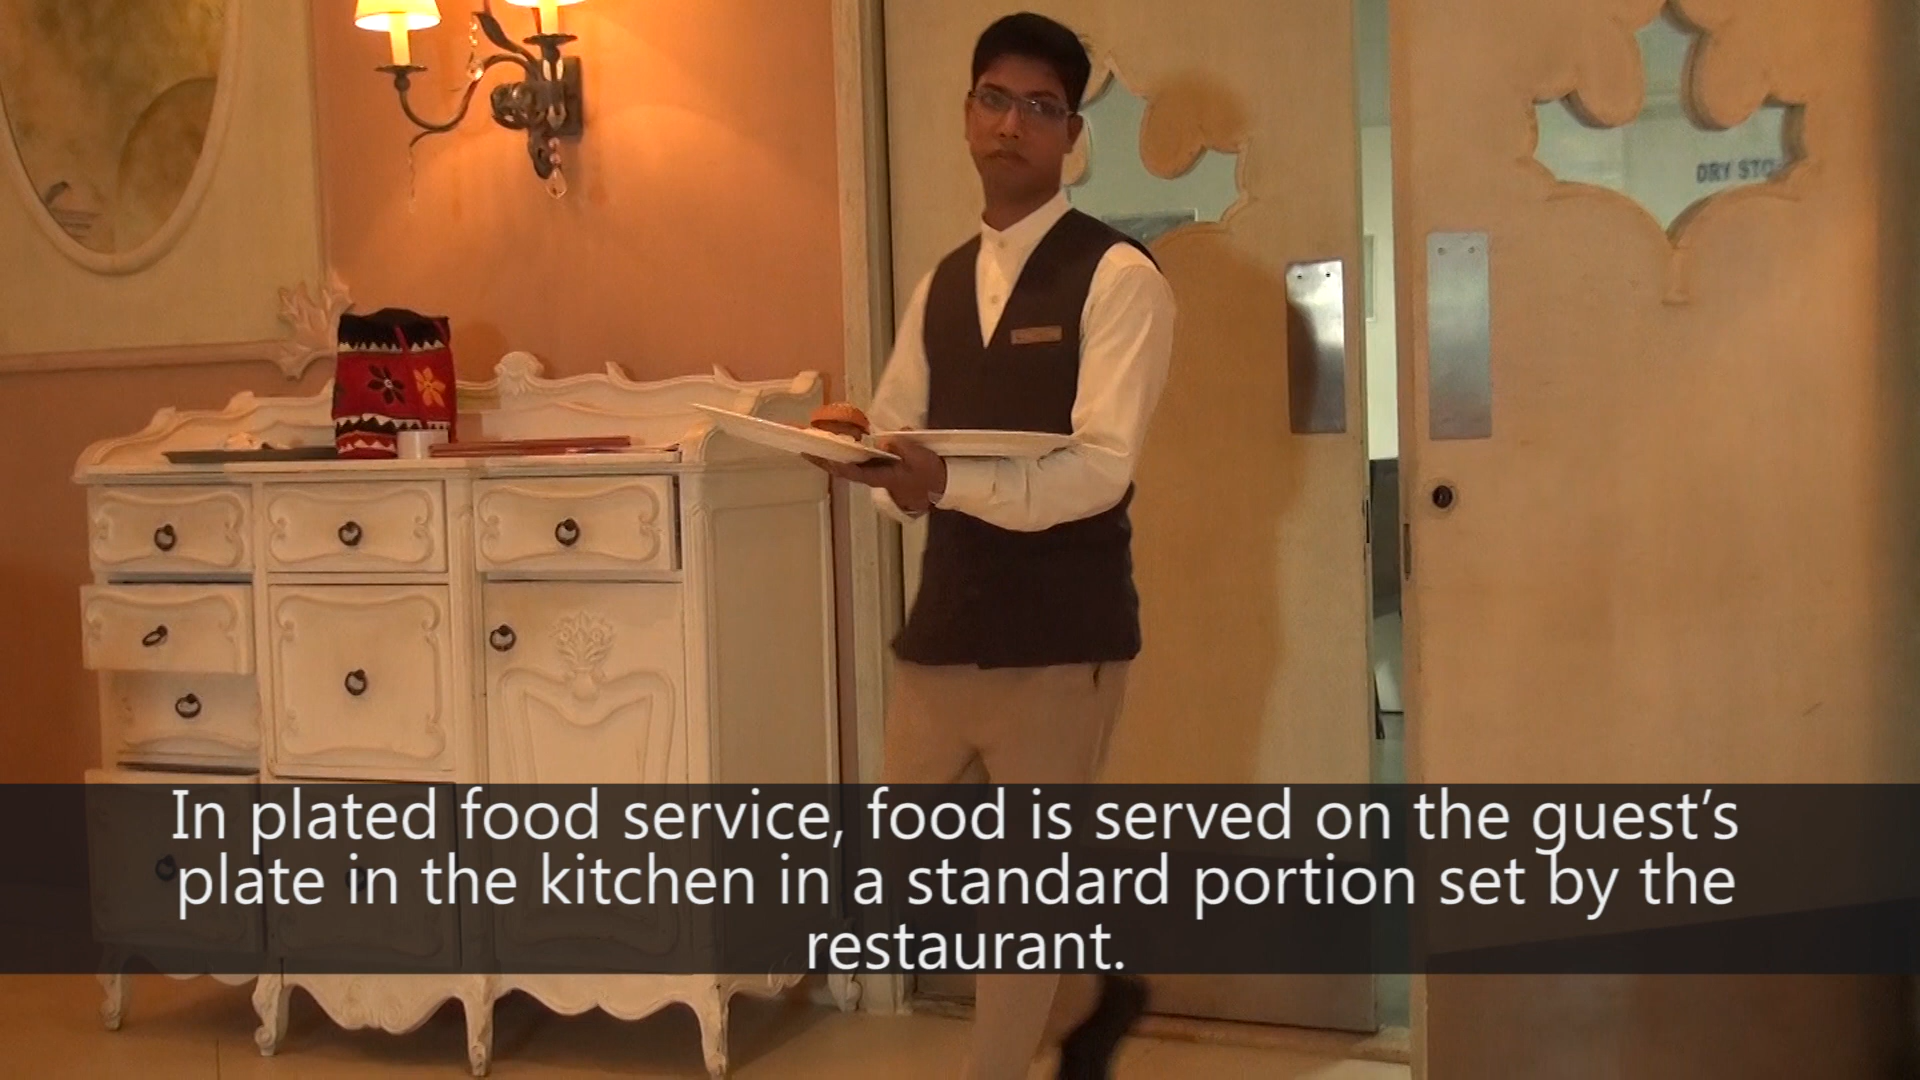 DRY STO
In plated food service, food is served on the guest’s
plate in the kitchen in a standard portion set by the
restaurant.